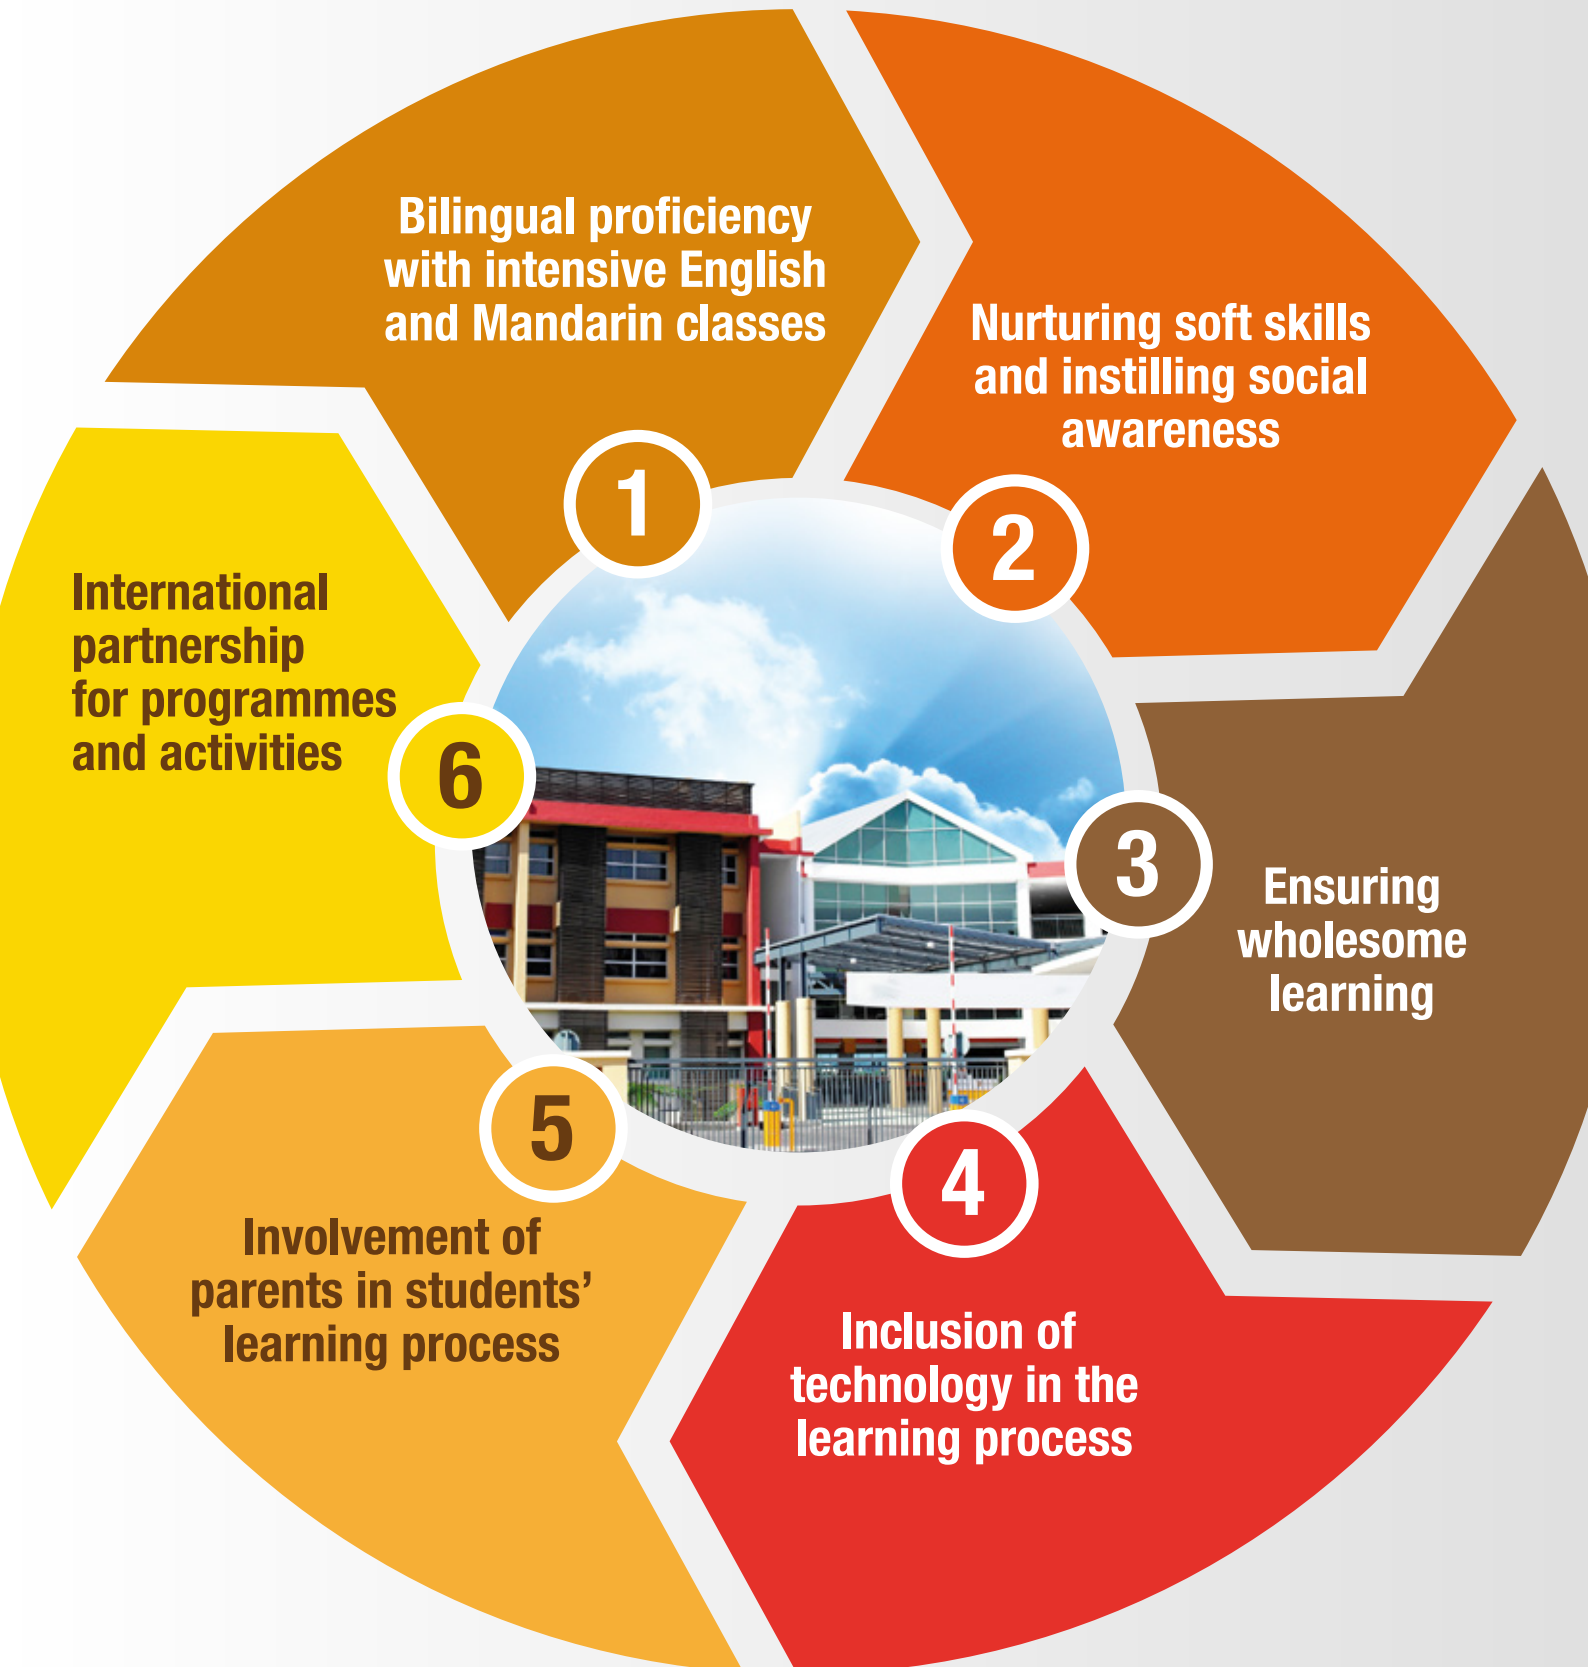 1
Bilingual proficiency
with intensive English
and Mandarin classes
2
Nurturing soft skills
and instilling social
awareness
3
Ensuring
wholesome
learning
4
Inclusion of
technology in the
learning process
5
Involvement of
parents in students’
learning process
6
International
partnership
for programmes
and activities